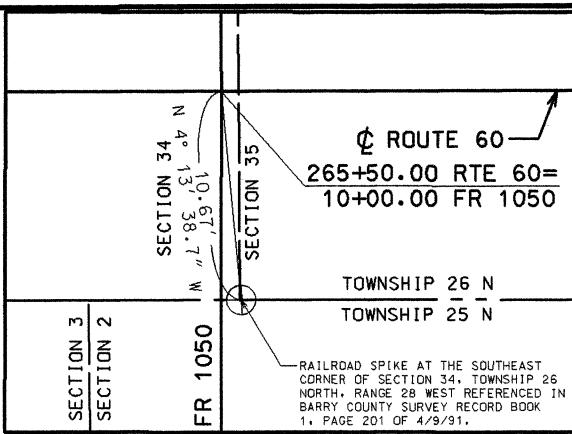 SECTION 34
N 4° 13' 38.7" W
10.67'
SECTION 35
℄ ROUTE 60
265+50.00 RTE 60=
10+00.00 FR 1050
TOWNSHIP 26 N
TOWNSHIP 25 N
SECTION 3
SECTION 2
FR 1050
RAILROAD SPIKE AT THE SOUTHEAST
CORNER OF SECTION 34, TOWNSHIP 26
NORTH, RANGE 28 WEST REFERENCED IN
BARRY COUNTY SURVEY RECORD BOOK
1, PAGE 201 OF 4/9/91.